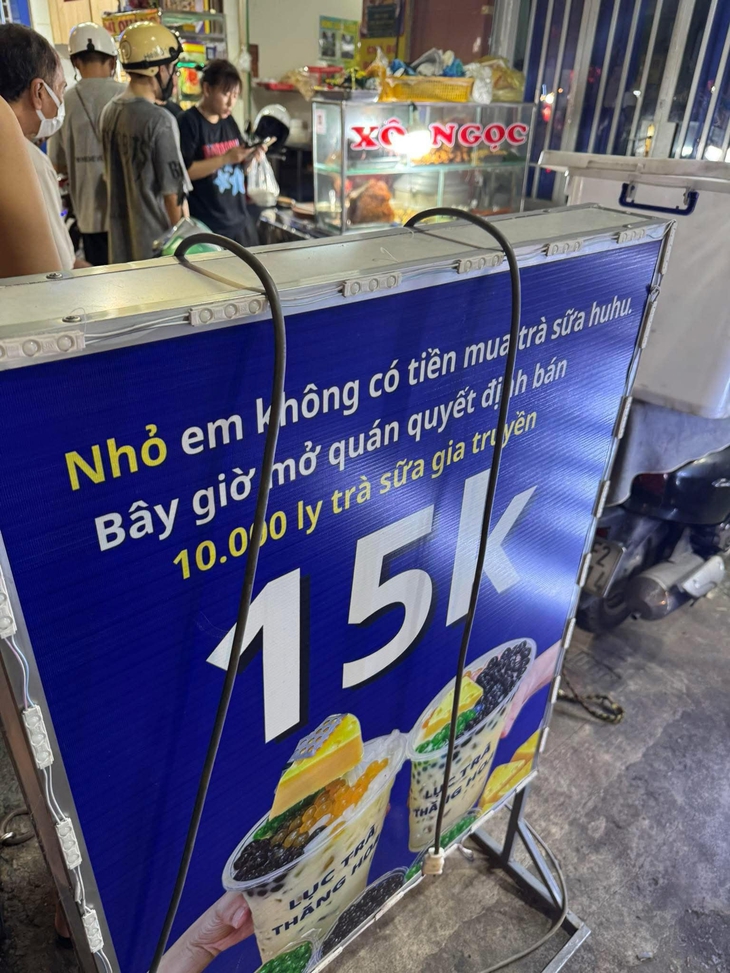 XÔ NGỌC
Nhỏ em không có tiền mua trà sữa huhu.
Bây giờ mở quán quyết định bán
10.000 ly trà sữa gia truyền
15k
LỤC TRÀ
THĂNG HOA
LỤC TRÀ
THĂNG HOA